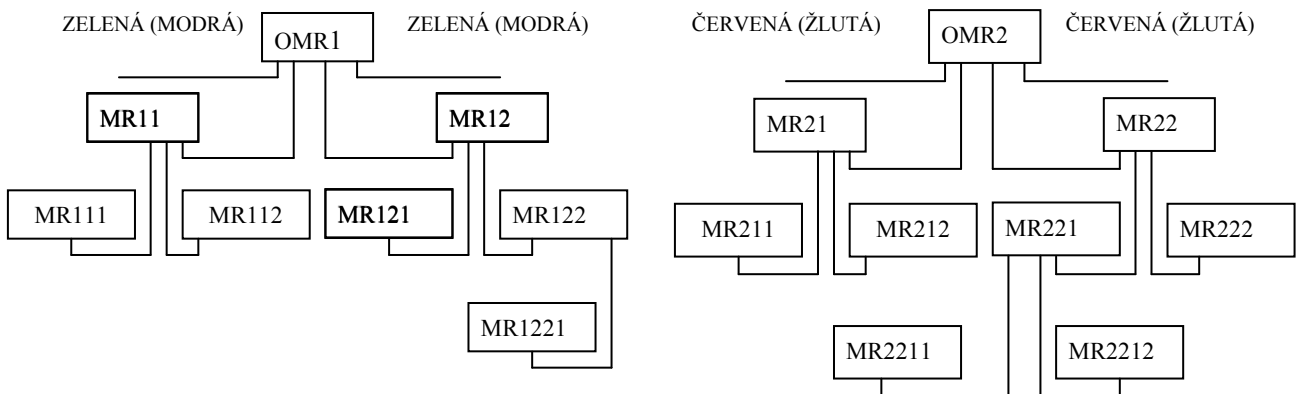 ZELENÁ (MODRÁ) ZELENÁ (MODRÁ) ČERVENÁ (ŽLUTÁ) ČERVENÁ (ŽLUTÁ)
OMR1 OMR2
MR11 MR12 MR21 MR22
MR111 MR112 MR121 MR122 MR211 MR212 MR221 MR222
MR1221 MR2211 MR2212